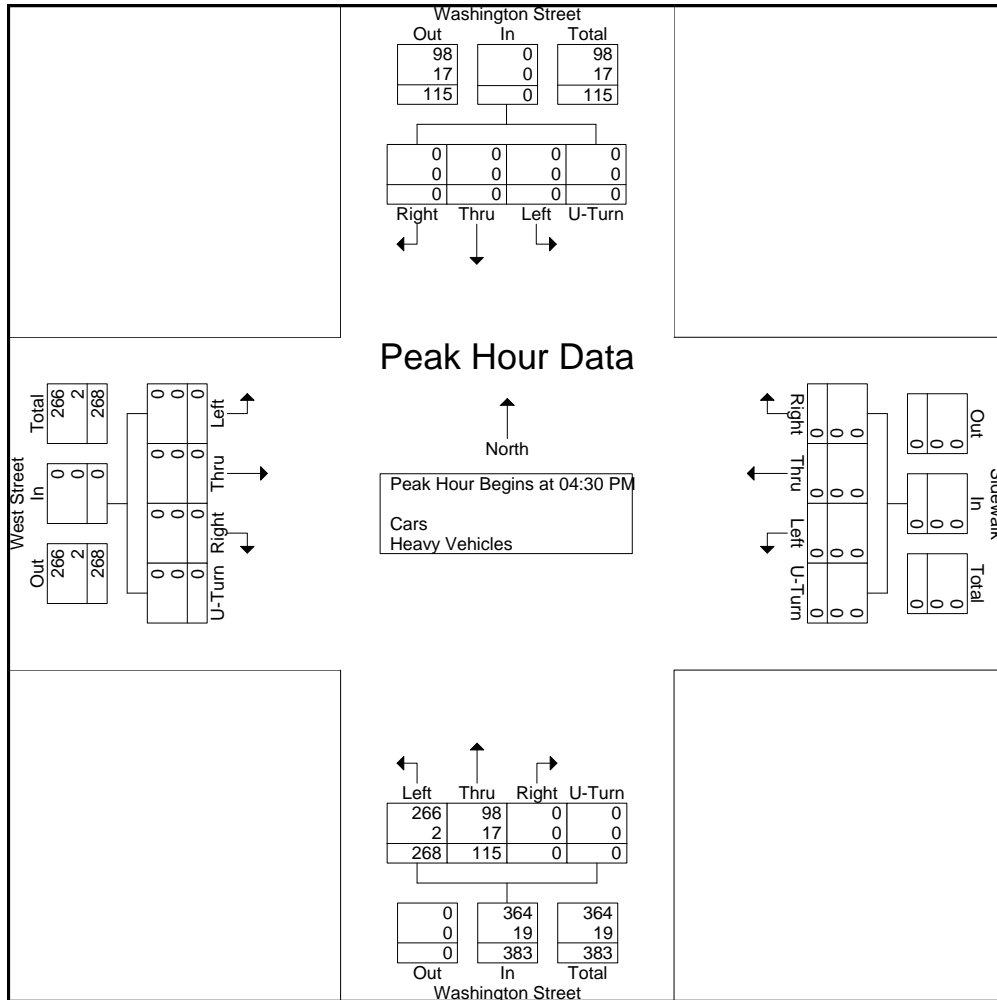 Washington Street
Out In Total
98 0 98
17 0 17
115 0 115
0 0 0 0
0 0 0 0
0 0 0 0
Right Thru Left U-Turn
Peak Hour Data
North
Peak Hour Begins at 04:30 PM
Cars
Heavy Vehicles
West Street
Out In Total
266 0 266
2 0 2
268 0 268
0 0 0 0
0 0 0 0
0 0 0 0
U-Turn Right Thru Left
Right Thru Left U-Turn
0 0 0 0
0 0 0 0
0 0 0 0
Out In Total
0 0 0
0 0 0
0 0 0
Sidewalk
Left Thru Right U-Turn
266 98 0 0
2 17 0 0
268 115 0 0
0 364 364
0 19 19
0 383 383
Out In Total
Washington Street